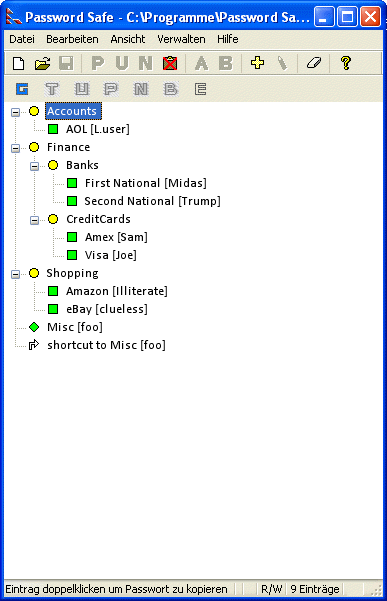 Password Safe - C:\Programme\Password Sa...
Datei Bearbeiten Ansicht Verwalten Hilfe
P U N A B ?
G T U P N B E
Accounts
AOL [L.user]
Finance
Banks
First National [Midas]
Second National [Trump]
CreditCards
Amex [Sam]
Visa [Joe]
Shopping
Amazon [Illiterate]
eBay [clueless]
Misc [foo]
shortcut to Misc [foo]
Eintrag doppelklicken um Passwort zu kopieren R/W 9 Einträge